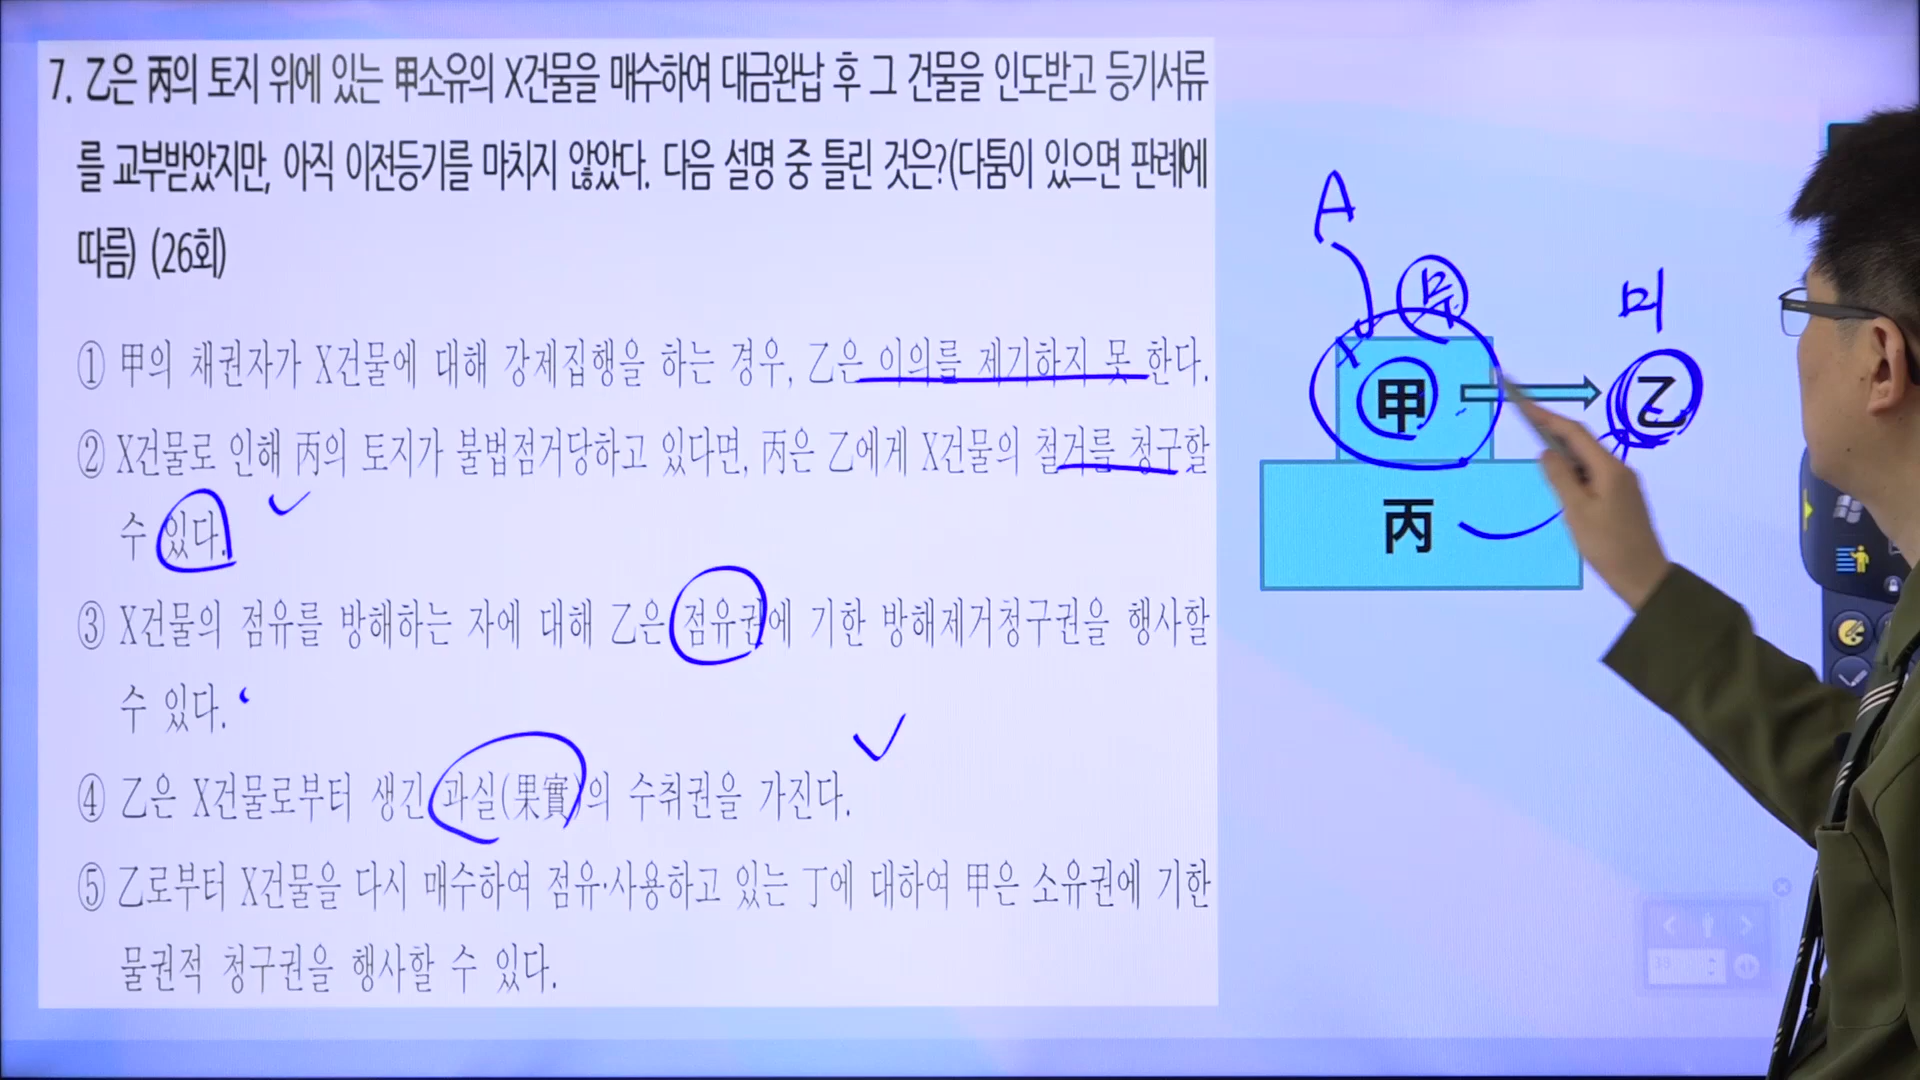 7. 乙은 丙의 토지 위에 있는 甲소유의 X건물을 매수하여 대금완납 후 그 건물을 인도받고 등기서류
를 교부받았지만, 아직 이전등기를 마치지 않았다. 다음 설명 중 틀린 것은?(다툼이 있으면 판례에
따름) (26회)
① 甲의 채권자가 X건물에 대해 강제집행을 하는 경우, 乙은 이의를 제기하지 못 한다.
② X건물로 인해 丙의 토지가 불법점거당하고 있다면, 丙은 乙에게 X건물의 철거를 청구할
수 있다.
③ X건물의 점유를 방해하는 자에 대해 乙은 점유권에 기한 방해제거청구권을 행사할
수 있다.
④ 乙은 X건물로부터 생긴 과실(果實)의 수취권을 가진다.
⑤ 乙로부터 X건물을 다시 매수하여 점유·사용하고 있는 丁에 대하여 甲은 소유권에 기한
물권적 청구권을 행사할 수 있다.
A
미
X
甲
乙
丙
38